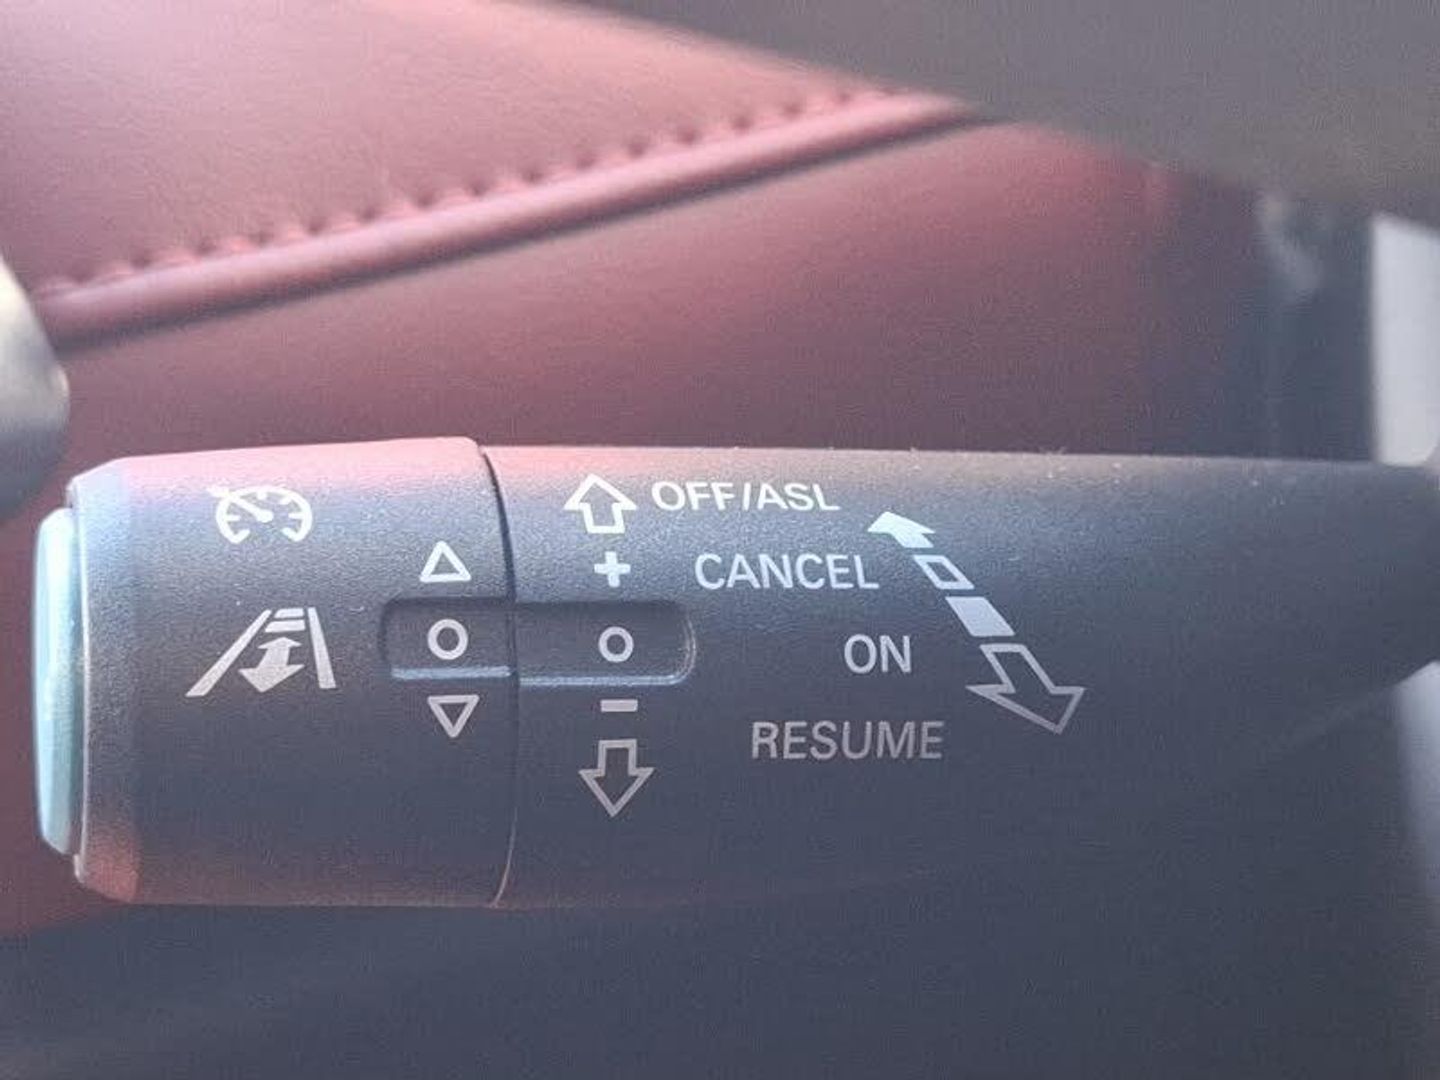 OFF/ASL
+ CANCEL
ON
-
RESUME